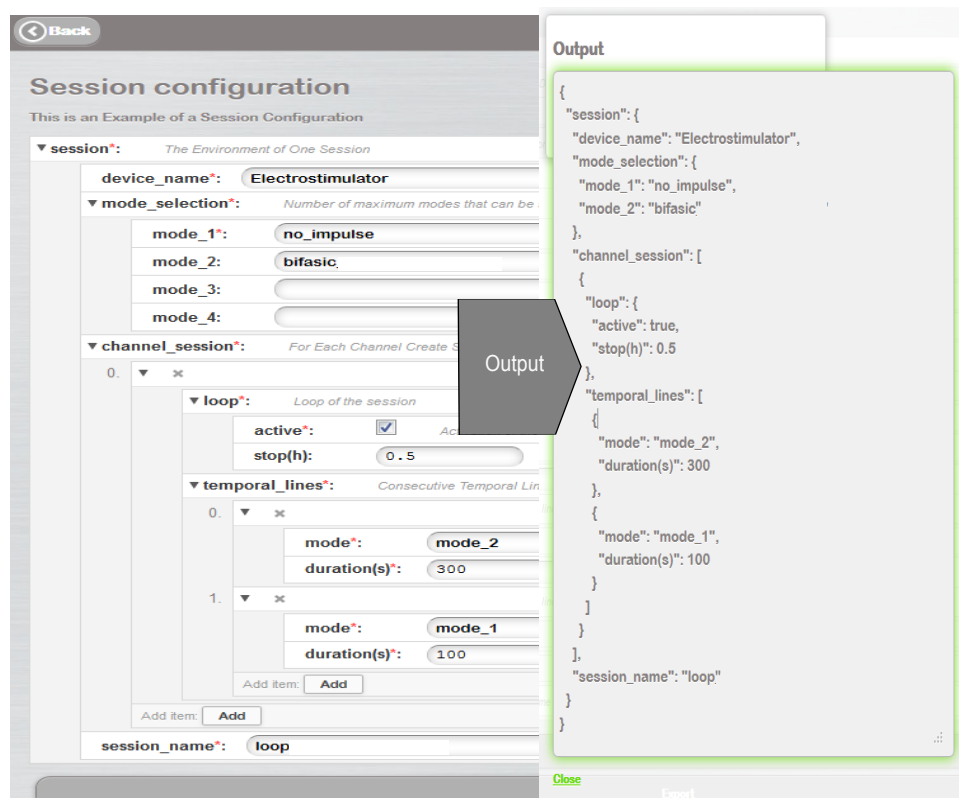 Back
Session configuration
This is an Example of a Session Configuration
▼ session*: The Environment of One Session
device_name*: Electrostimulator
▼ mode_selection*: Number of maximum modes that can be
mode_1*: no_impulse
mode_2: bifasic
mode_3:
mode_4:
▼ channel_session*: For Each Channel Create S
0. ▼ ×
▼ loop*: Loop of the session
active*: Ac
stop(h): 0.5
▼ temporal_lines*: Consecutive Temporal Lin
0. ▼ ×
mode*: mode_2
duration(s)*: 300
1. ▼ ×
mode*: mode_1
duration(s)*: 100
Add item: Add
Add item: Add
session_name*: loop
Output
Output
{
"session": {
"device_name": "Electrostimulator",
"mode_selection": {
"mode_1": "no_impulse",
"mode_2": "bifasic"
},
"channel_session": [
{
"loop": {
"active": true,
"stop(h)": 0.5
},
"temporal_lines": [
{
"mode": "mode_2",
"duration(s)": 300
},
{
"mode": "mode_1",
"duration(s)": 100
}
]
}
],
"session_name": "loop"
}
}
Close
Export